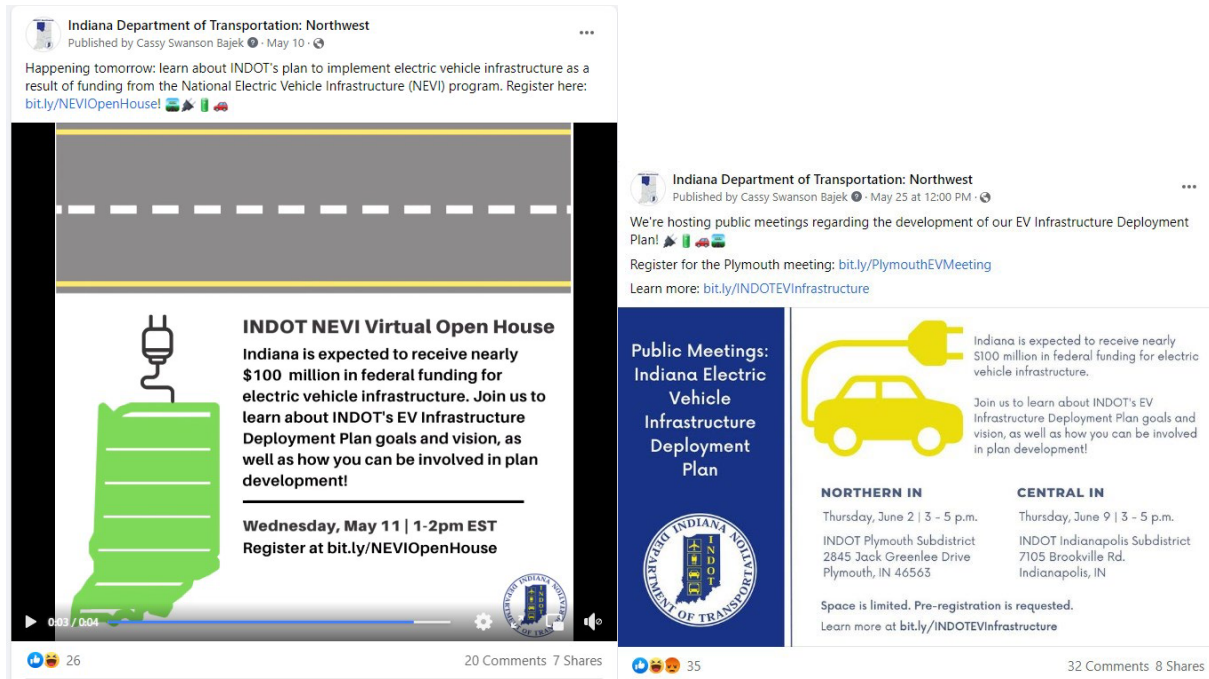 Indiana Department of Transportation: Northwest
Published by Cassy Swanson Bajek · May 10 ·
Happening tomorrow: learn about INDOT's plan to implement electric vehicle infrastructure as a
result of funding from the National Electric Vehicle Infrastructure (NEVI) program. Register here:
bit.ly/NEVIOpenHouse!
INDOT NEVI Virtual Open House
Indiana is expected to receive nearly
$100 million in federal funding for
electric vehicle infrastructure. Join us to
learn about INDOT's EV Infrastructure
Deployment Plan goals and vision, as
well as how you can be involved in plan
development!
Wednesday, May 11 | 1-2pm EST
Register at bit.ly/NEVIOpenHouse
INDIANA
DEPARTMENT OF TRANSPORTATION
INDOT
0:03 / 0:04
26
20 Comments 7 Shares
Indiana Department of Transportation: Northwest
Published by Cassy Swanson Bajek · May 25 at 12:00 PM ·
We're hosting public meetings regarding the development of our EV Infrastructure Deployment
Plan!
Register for the Plymouth meeting: bit.ly/PlymouthEVMeeting
Learn more: bit.ly/INDOTEVInfrastructure
Public Meetings:
Indiana Electric
Vehicle
Infrastructure
Deployment
Plan
INDIANA
DEPARTMENT OF TRANSPORTATION
INDOT
Indiana is expected to receive nearly
$100 million in federal funding for electric
vehicle infrastructure.
Join us to learn about INDOT's EV
Infrastructure Deployment Plan goals and
vision, as well as how you can be involved
in plan development!
NORTHERN IN
Thursday, June 2 | 3 - 5 p.m.
INDOT Plymouth Subdistrict
2845 Jack Greenlee Drive
Plymouth, IN 46563
CENTRAL IN
Thursday, June 9 | 3 - 5 p.m.
INDOT Indianapolis Subdistrict
7105 Brookville Rd.
Indianapolis, IN
Space is limited. Pre-registration is requested.
Learn more at bit.ly/INDOTEVInfrastructure
35
32 Comments 8 Shares